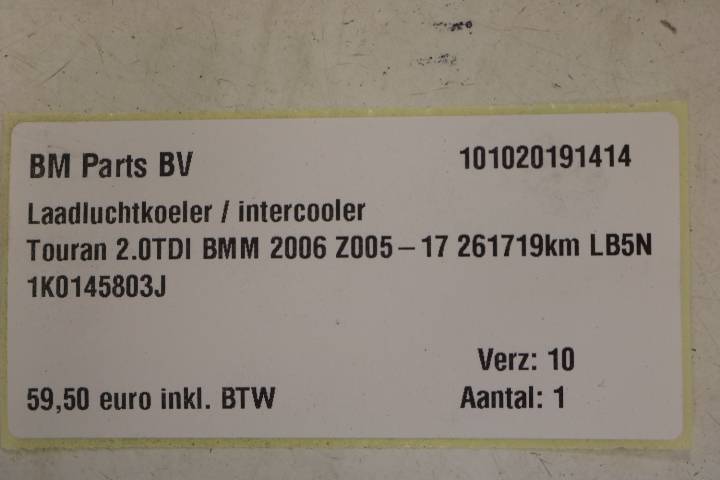 BM Parts BV 101020191414
Laadluchtkoeler / intercooler
Touran 2.0TDI BMM 2006 Z005-17 261719km LB5N
1K0145803J
Verz: 10
59,50 euro inkl. BTW Aantal: 1